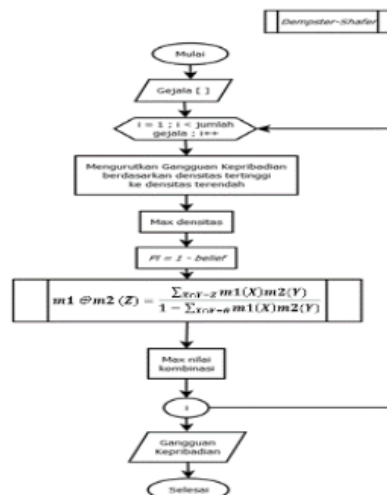 Dempster-Shafer
Mulai
Gejala [ ]
i = 1 ; i < jumlah
gejala ; i++
Mengurutkan Gangguan Kepribadian
berdasarkan densitas tertinggi
ke densitas terendah
Max densitas
Pl = 1 - belief
m1 ⊕ m2 (Z) = ∑X∩Y=Z m1(X)m2(Y) / 1 − ∑X∩Y=θ m1(X)m2(Y)
Max nilai
kombinasi
i
Gangguan
Kepribadian
Selesai